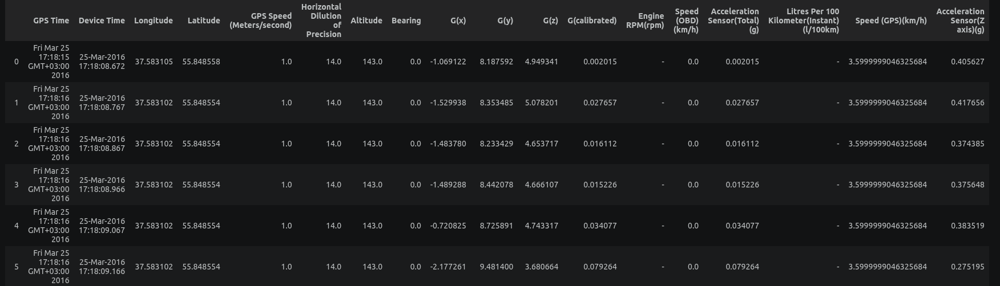 GPS Time Device Time Longitude Latitude GPS Speed (Meters/second) Horizontal Dilution of Precision Altitude Bearing G(x) G(y) G(z) G(calibrated) Engine RPM(rpm) Speed (OBD) (km/h) Acceleration Sensor(Total) (g) Litres Per 100 Kilometer(Instant) (l/100km) Speed (GPS)(km/h) Acceleration Sensor(Z axis)(g)
0 Fri Mar 25 17:18:15 GMT+03:00 2016 25-Mar-2016 17:18:08.672 37.583105 55.848558 1.0 14.0 143.0 0.0 -1.069122 8.187592 4.949341 0.002015 - 0.0 0.002015 - 3.5999999046325684 0.405627
1 Fri Mar 25 17:18:16 GMT+03:00 2016 25-Mar-2016 17:18:08.767 37.583102 55.848554 1.0 14.0 143.0 0.0 -1.529938 8.353485 5.078201 0.027657 - 0.0 0.027657 - 3.5999999046325684 0.417656
2 Fri Mar 25 17:18:16 GMT+03:00 2016 25-Mar-2016 17:18:08.867 37.583102 55.848554 1.0 14.0 143.0 0.0 -1.483780 8.233429 4.653717 0.016112 - 0.0 0.016112 - 3.5999999046325684 0.374385
3 Fri Mar 25 17:18:16 GMT+03:00 2016 25-Mar-2016 17:18:08.966 37.583102 55.848554 1.0 14.0 143.0 0.0 -1.489288 8.442078 4.666107 0.015226 - 0.0 0.015226 - 3.5999999046325684 0.375648
4 Fri Mar 25 17:18:16 GMT+03:00 2016 25-Mar-2016 17:18:09.067 37.583102 55.848554 1.0 14.0 143.0 0.0 -0.720825 8.725891 4.743317 0.034077 - 0.0 0.034077 - 3.5999999046325684 0.383519
5 Fri Mar 25 17:18:16 GMT+03:00 2016 25-Mar-2016 17:18:09.166 37.583102 55.848554 1.0 14.0 143.0 0.0 -2.177261 9.481400 3.680664 0.079264 - 0.0 0.079264 - 3.5999999046325684 0.275195